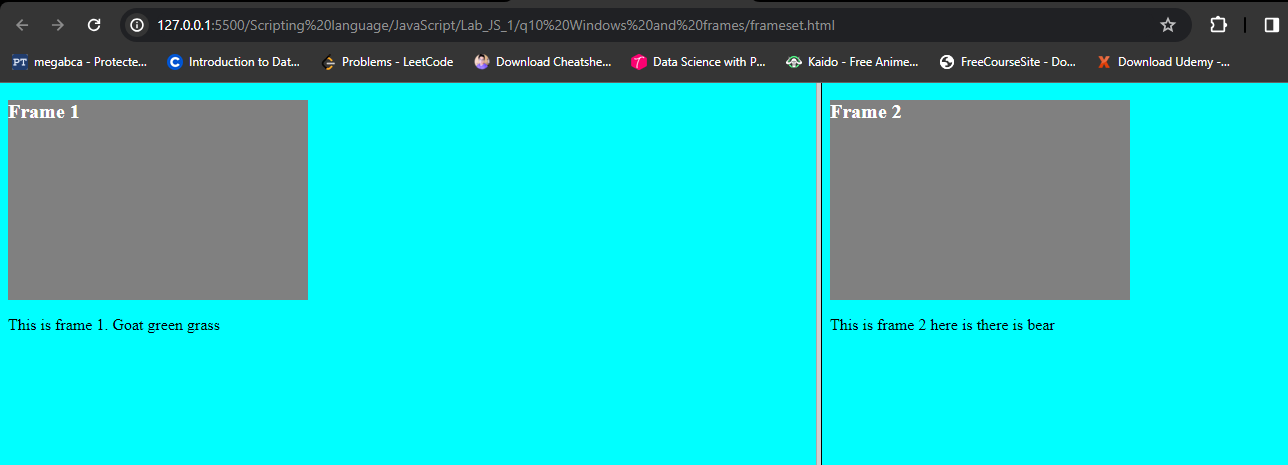 127.0.0.1:5500/Scripting%20language/JavaScript/Lab_JS_1/q10%20Windows%20and%20frames/frameset.html
PT megabca - Protecte... C Introduction to Dat... Problems - LeetCode Download Cheatshe... Data Science with P... Kaido - Free Anime... FreeCourseSite - Do... X Download Udemy -...
Frame 1
This is frame 1. Goat green grass
Frame 2
This is frame 2 here is there is bear